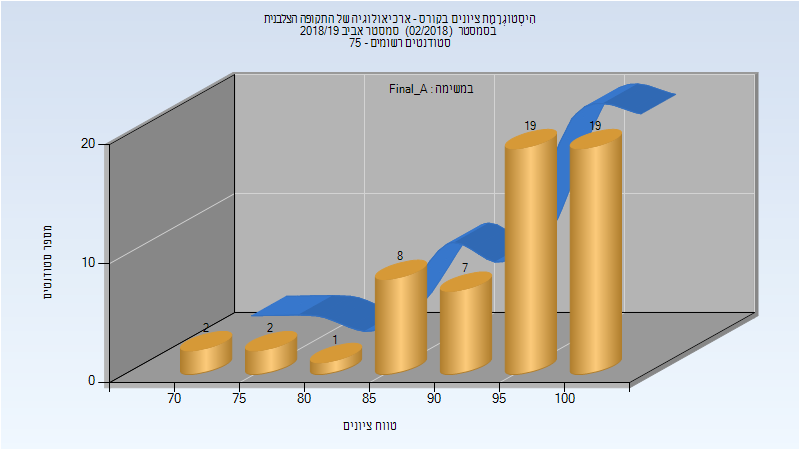 היסטוגרמת ציונים בקורס - ארכיאולוגיה של התקופה הצלבנית
בסמסטר (02/2018) סמסטר אביב 2018/19
סטודנטים רשומים - 75
במשימה : Final_A
מספר סטודנטים
20
10
0
2
2
1
8
7
19
19
70
75
80
85
90
95
100
טווח ציונים